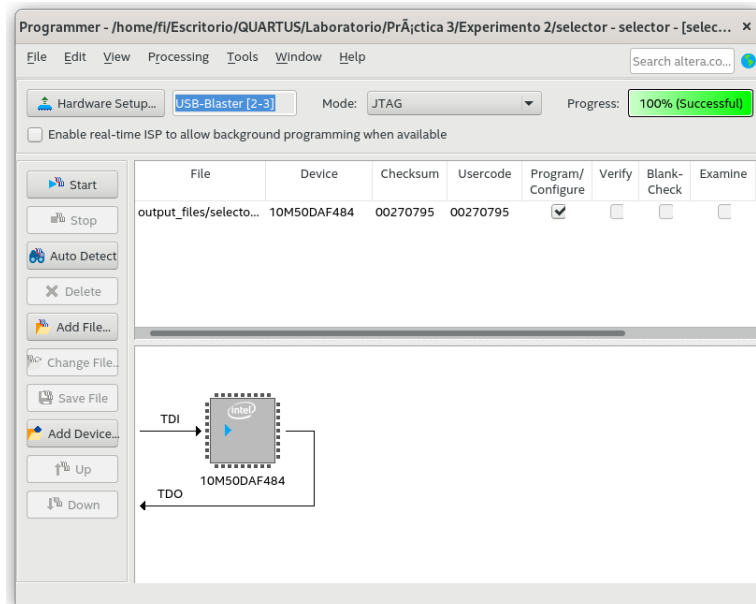 Programmer - /home/fi/Escritorio/QUARTUS/Laboratorio/PrÃ¡ctica 3/Experimento 2/selector - selector - [selec...
File Edit View Processing Tools Window Help
Search altera.co...
Hardware Setup... USB-Blaster [2-3] Mode: JTAG Progress: 100% (Successful)
Enable real-time ISP to allow background programming when available
Start
Stop
Auto Detect
Delete
Add File...
Change File..
Save File
Add Device..
Up
Down
File Device Checksum Usercode Program/ Verify Blank- Examine
Configure Check
output_files/selecto... 10M50DAF484 00270795 00270795
intel
TDI
10M50DAF484
TDO